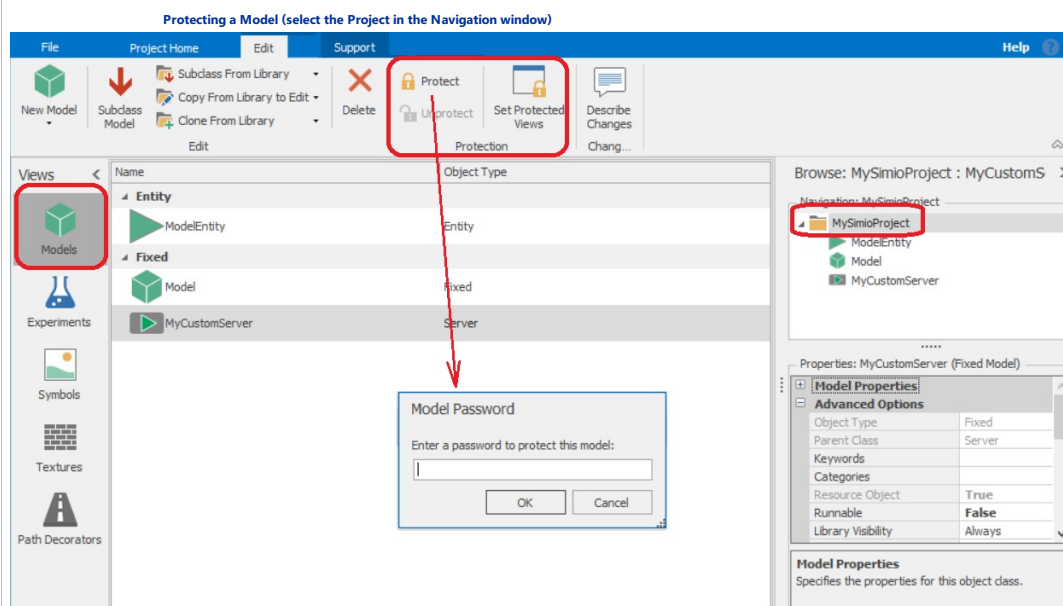 Protecting a Model (select the Project in the Navigation window)
File Project Home Edit Support Help ?
New Model
Subclass Model
Subclass From Library
Copy From Library to Edit
Clone From Library
Edit
Delete
Protect
Unprotect
Set Protected Views
Protection
Describe Changes
Chang...
Views <
Models
Experiments
Symbols
Textures
Path Decorators
Name Object Type
Entity
ModelEntity Entity
Fixed
Model Fixed
MyCustomServer Server
Model Password
Enter a password to protect this model:
OK Cancel
Browse: MySimioProject : MyCustomS
Navigation: MySimioProject
MySimioProject
ModelEntity
Model
MyCustomServer
Properties: MyCustomServer (Fixed Model)
Model Properties
Advanced Options
Object Type Fixed
Parent Class Server
Keywords
Categories
Resource Object True
Runnable False
Library Visibility Always
Model Properties
Specifies the properties for this object class.